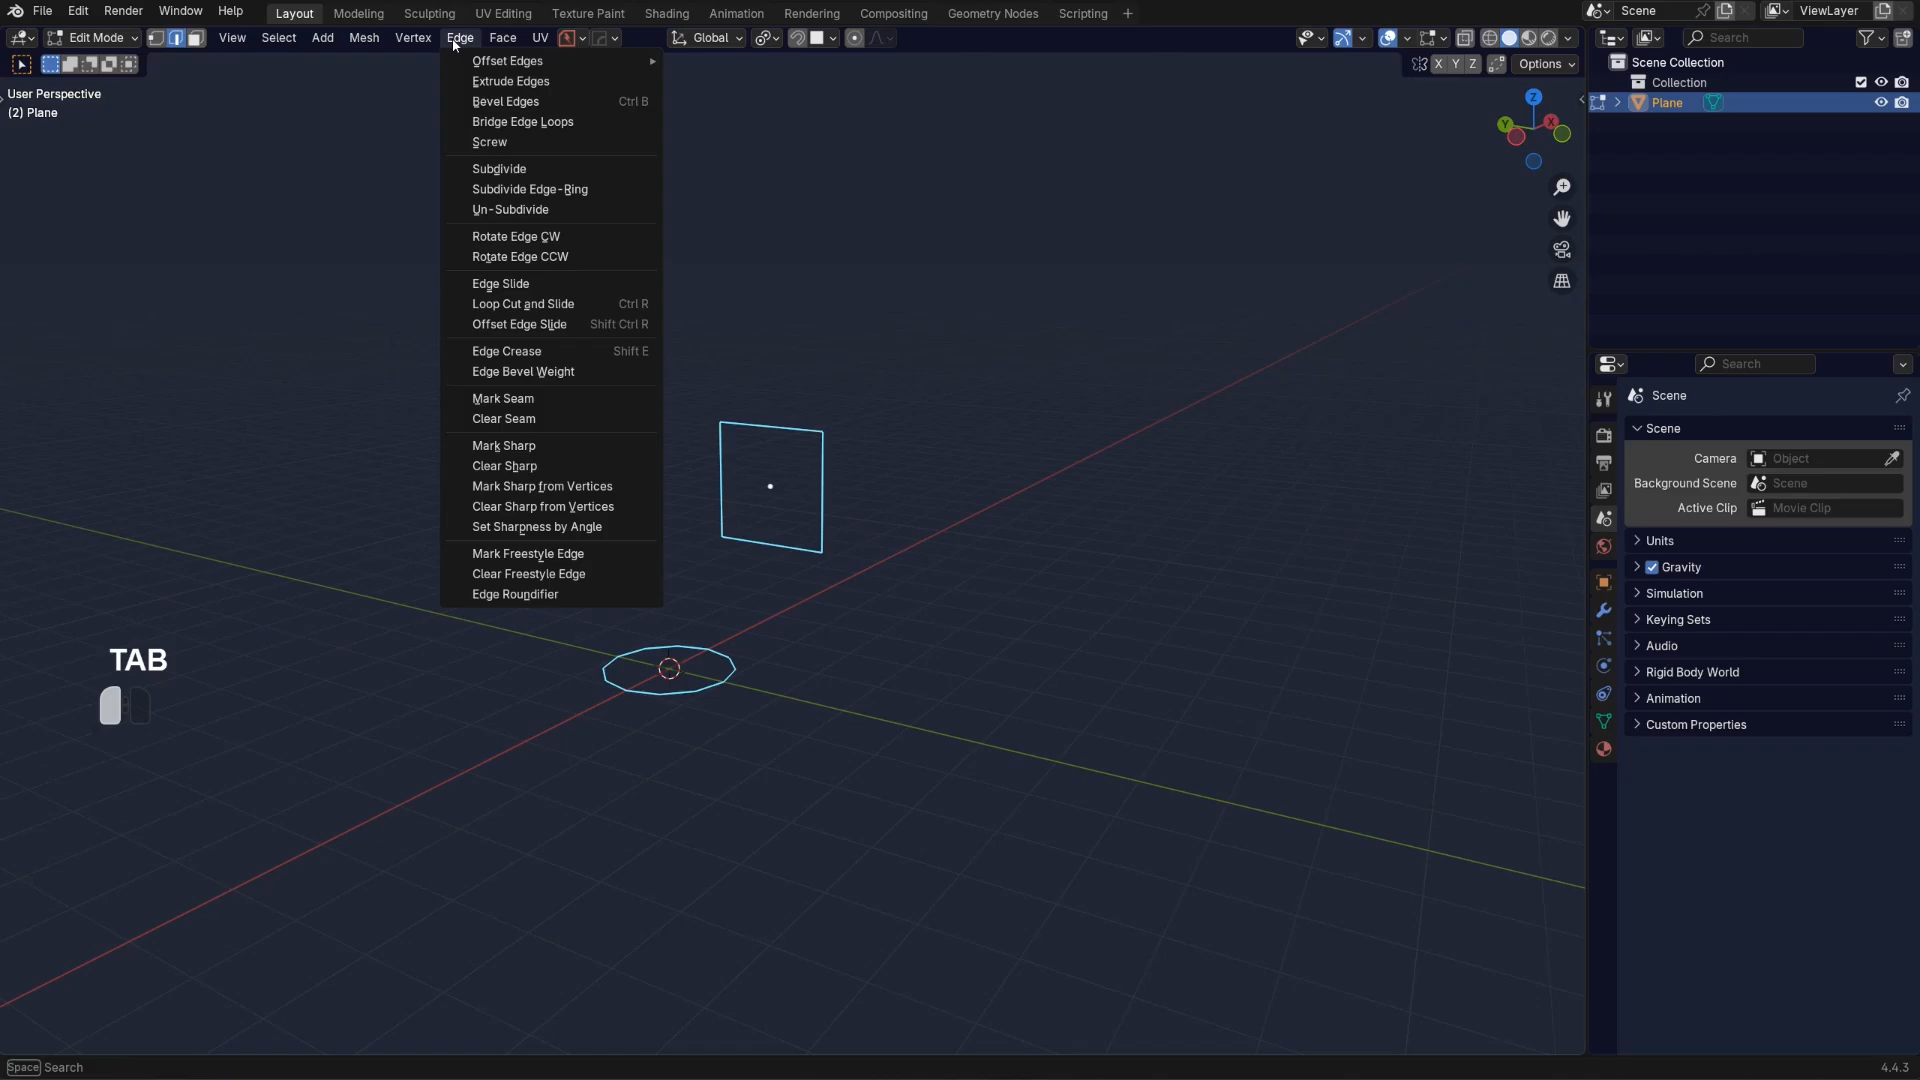 File Edit Render Window Help Layout Modeling Sculpting UV Editing Texture Paint Shading Animation Rendering Compositing Geometry Nodes Scripting + Scene ViewLayer
Edit Mode View Select Add Mesh Vertex Edge Face UV Global Search
X Y Z Options
User Perspective
(2) Plane
Offset Edges
Extrude Edges
Bevel Edges Ctrl B
Bridge Edge Loops
Screw
Subdivide
Subdivide Edge-Ring
Un-Subdivide
Rotate Edge CW
Rotate Edge CCW
Edge Slide
Loop Cut and Slide Ctrl R
Offset Edge Slide Shift Ctrl R
Edge Crease Shift E
Edge Bevel Weight
Mark Seam
Clear Seam
Mark Sharp
Clear Sharp
Mark Sharp from Vertices
Clear Sharp from Vertices
Set Sharpness by Angle
Mark Freestyle Edge
Clear Freestyle Edge
Edge Roundifier
TAB
Z
Y X
Scene Collection
Collection
Plane
Search
Scene
Scene
Camera Object
Background Scene Scene
Active Clip Movie Clip
Units
Gravity
Simulation
Keying Sets
Audio
Rigid Body World
Animation
Custom Properties
Space Search
4.4.3